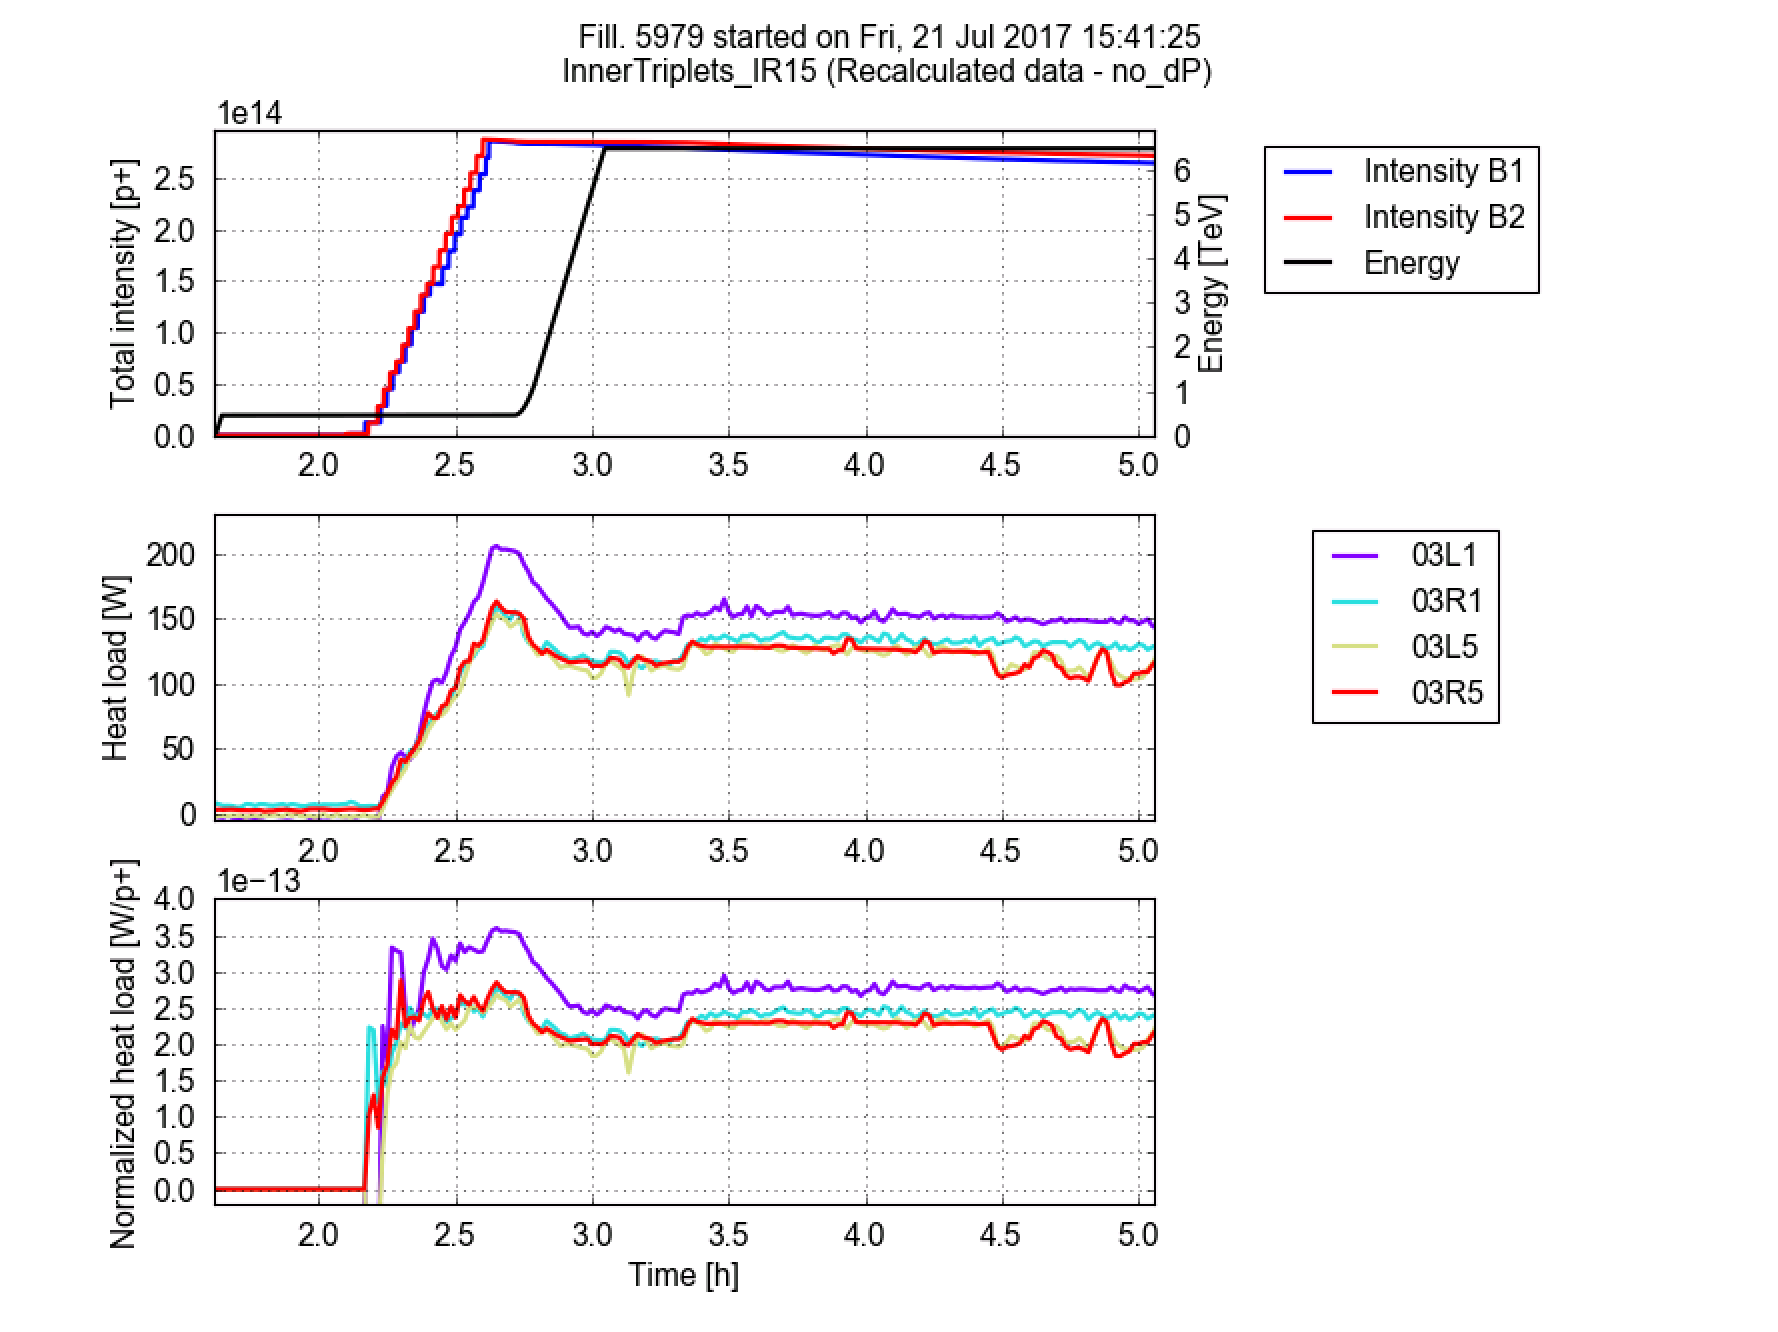 Fill. 5979 started on Fri, 21 Jul 2017 15:41:25
InnerTriplets_IR15 (Recalculated data - no_dP)
1e14
Total intensity [p+]
2.5
2.0
1.5
1.0
0.5
0.0
6
5
4
3
2
1
0
Energy [TeV]
2.0 2.5 3.0 3.5 4.0 4.5 5.0
Intensity B1
Intensity B2
Energy
Heat load [W]
200
150
100
50
0
2.0 2.5 3.0 3.5 4.0 4.5 5.0
03L1
03R1
03L5
03R5
1e−13
Normalized heat load [W/p+]
4.0
3.5
3.0
2.5
2.0
1.5
1.0
0.5
0.0
2.0 2.5 3.0 3.5 4.0 4.5 5.0
Time [h]